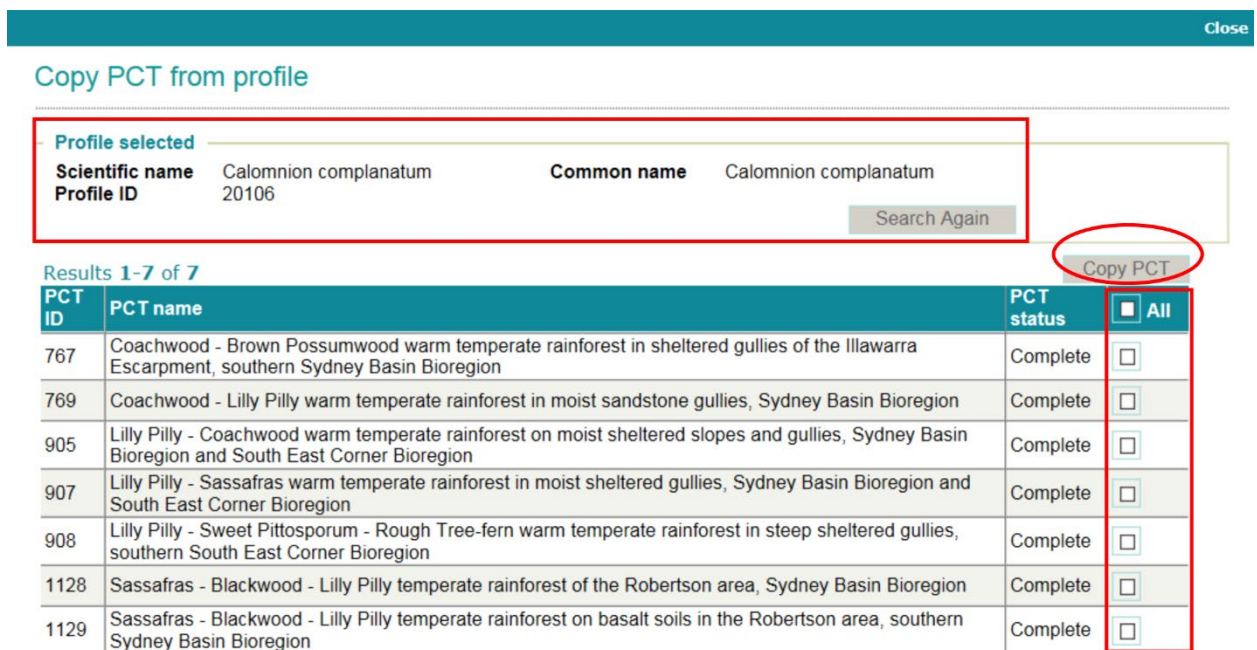 Close
Copy PCT from profile
Profile selected
Scientific name Calomnion complanatum Common name Calomnion complanatum
Profile ID 20106
Search Again
Results 1-7 of 7 Copy PCT
PCT ID PCT name PCT status All
767 Coachwood - Brown Possumwood warm temperate rainforest in sheltered gullies of the Illawarra Complete
Escarpment, southern Sydney Basin Bioregion
769 Coachwood - Lilly Pilly warm temperate rainforest in moist sandstone gullies, Sydney Basin Bioregion Complete
905 Lilly Pilly - Coachwood warm temperate rainforest on moist sheltered slopes and gullies, Sydney Basin Complete
Bioregion and South East Corner Bioregion
907 Lilly Pilly - Sassafras warm temperate rainforest in moist sheltered gullies, Sydney Basin Bioregion and Complete
South East Corner Bioregion
908 Lilly Pilly - Sweet Pittosporum - Rough Tree-fern warm temperate rainforest in steep sheltered gullies, Complete
southern South East Corner Bioregion
1128 Sassafras - Blackwood - Lilly Pilly temperate rainforest of the Robertson area, Sydney Basin Bioregion Complete
1129 Sassafras - Blackwood - Lilly Pilly temperate rainforest on basalt soils in the Robertson area, southern Complete
Sydney Basin Bioregion